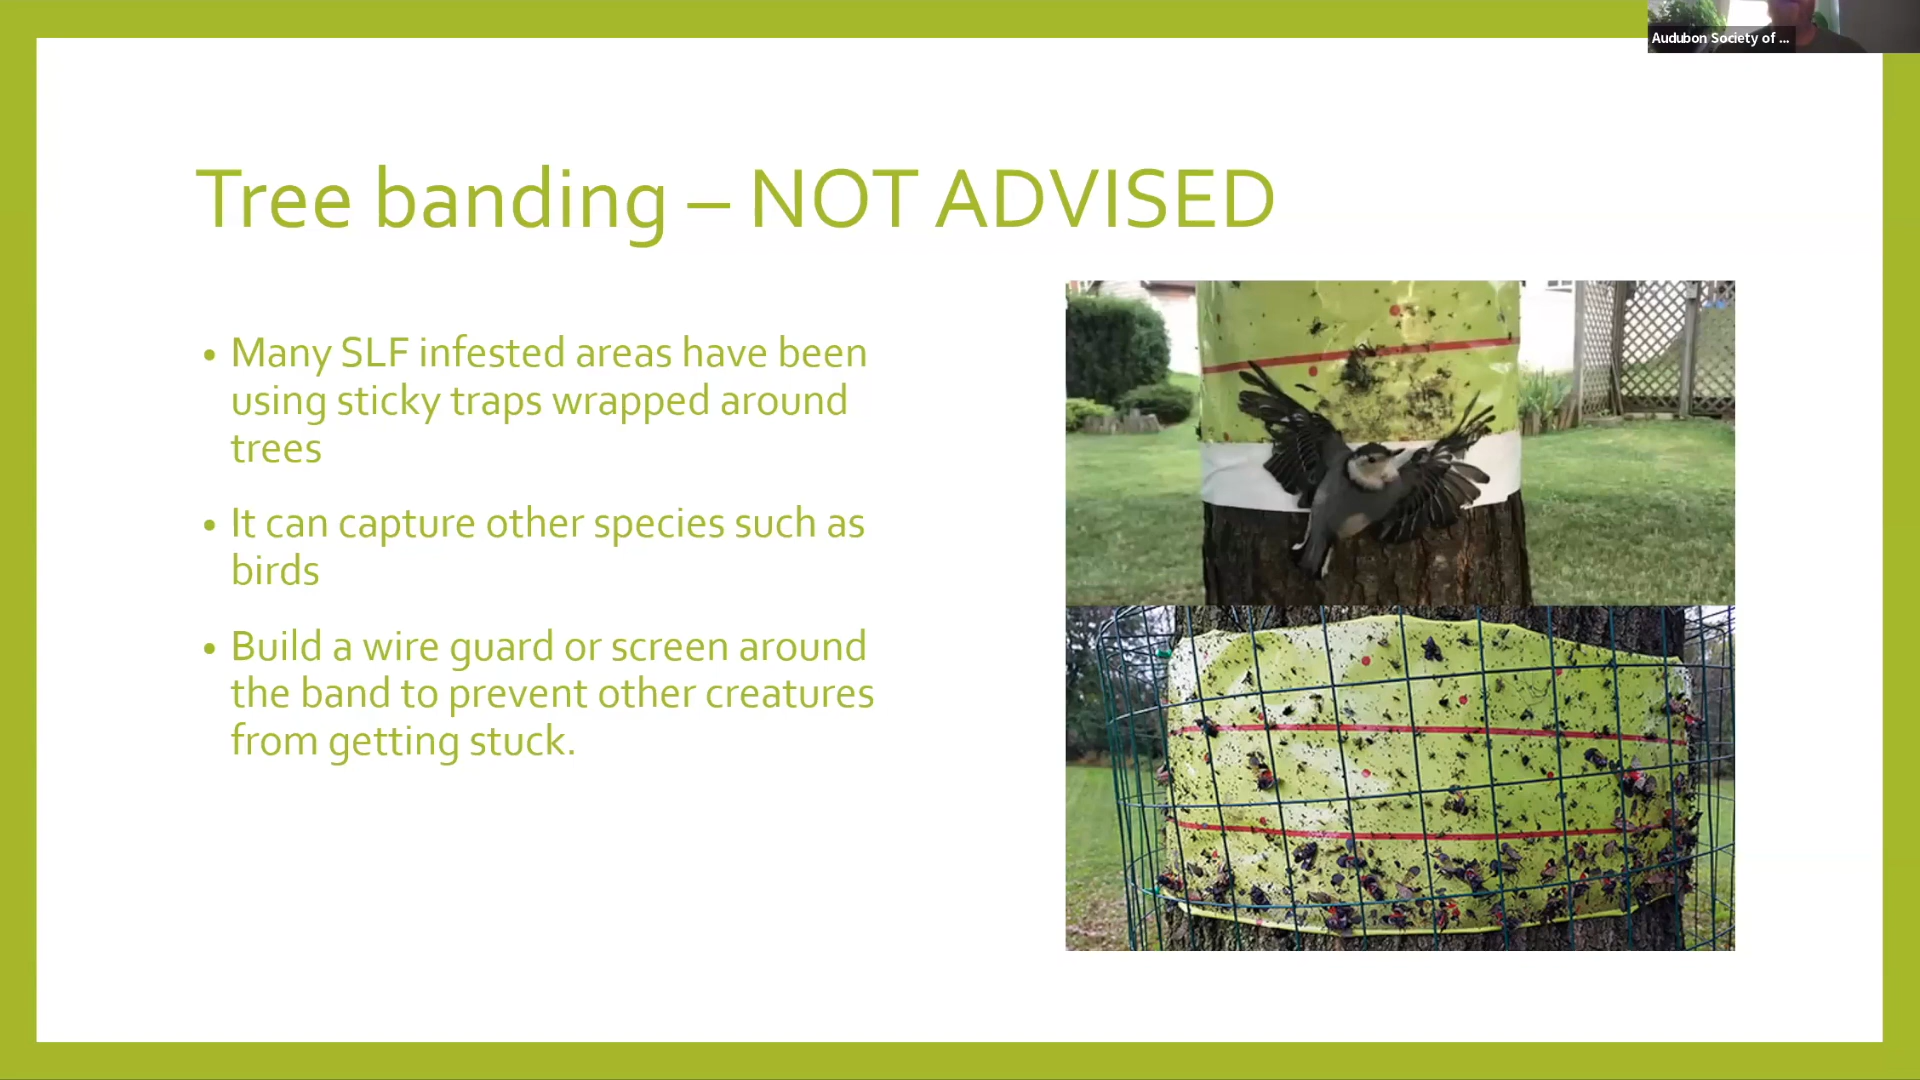 Audubon Society of ...
Tree banding – NOT ADVISED
• Many SLF infested areas have been
using sticky traps wrapped around
trees
• It can capture other species such as
birds
• Build a wire guard or screen around
the band to prevent other creatures
from getting stuck.